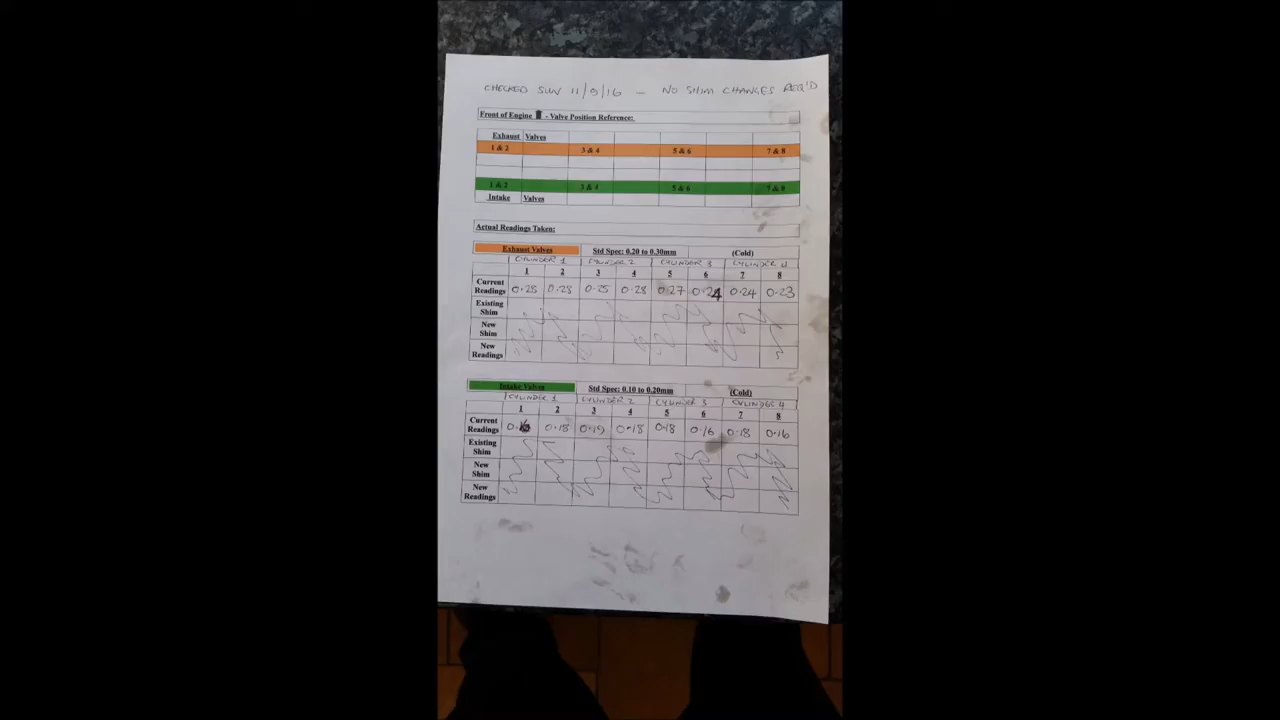 CHECKED SUN 11/9/16 — NO SHIM CHANGES REQ'D
Front of Engine - Valve Position Reference:
Exhaust Valves
1 & 2 3 & 4 5 & 6 7 & 8
1 & 2 3 & 4 5 & 6 7 & 8
Intake Valves
Actual Readings Taken:
Exhaust Valves Std Spec: 0.20 to 0.30mm (Cold)
CYLINDER 1 CYLINDER 2 CYLINDER 3 CYLINDER 4
1 2 3 4 5 6 7 8
Current Readings 0.28 0.25 0.28 0.27 0.24 0.24 0.23
Existing Shim
New Shim
New Readings
Intake Valves Std Spec: 0.10 to 0.20mm (Cold)
CYLINDER 1 CYLINDER 2 CYLINDER 3 CYLINDER 4
1 2 3 4 5 6 7 8
Current Readings 0.18 0.19 0.18 0.18 0.16 0.18 0.16
Existing Shim
New Shim
New Readings